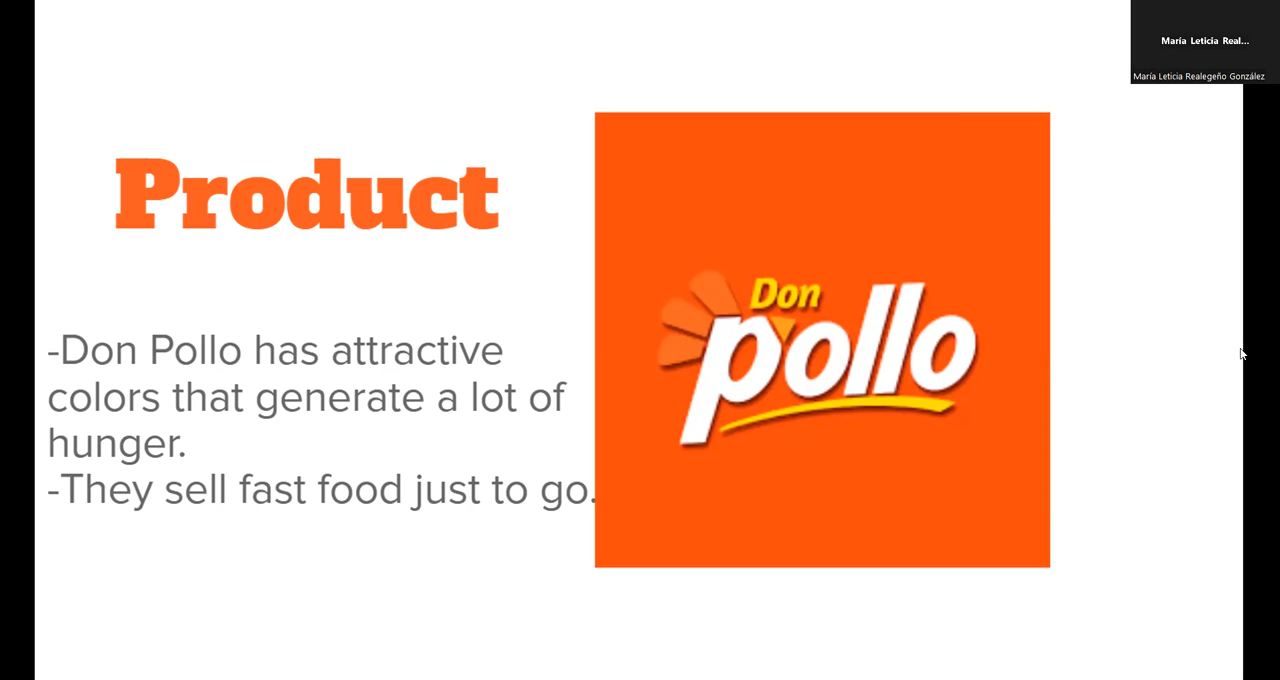 María Leticia Real...
María Leticia Realegeño González
Product
Don
pollo
-Don Pollo has attractive
colors that generate a lot of
hunger.
-They sell fast food just to go.